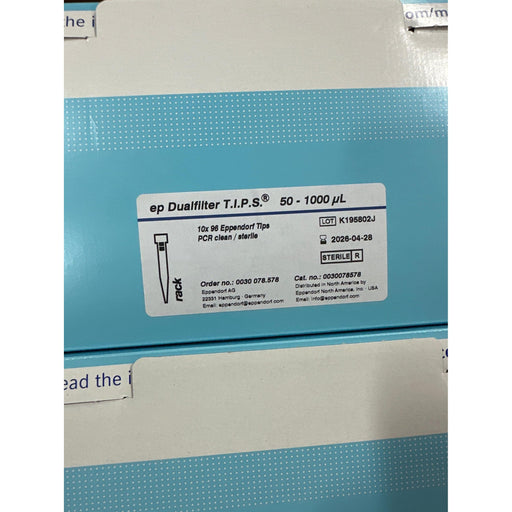 the i
om/m
ep Dualfilter T.I.P.S.® 50 - 1000 µL
10x 96 Eppendorf Tips
PCR clean / sterile
LOT K195802J
2026-04-28
STERILE R
rack
Order no.: 0030 078.578
Eppendorf AG
22331 Hamburg · Germany
Email: eppendorf@eppendorf.com
Cat. no.: 0030078578
Distributed in North America by
Eppendorf North America, Inc. · USA
Email: info@eppendorf.com
ead the i